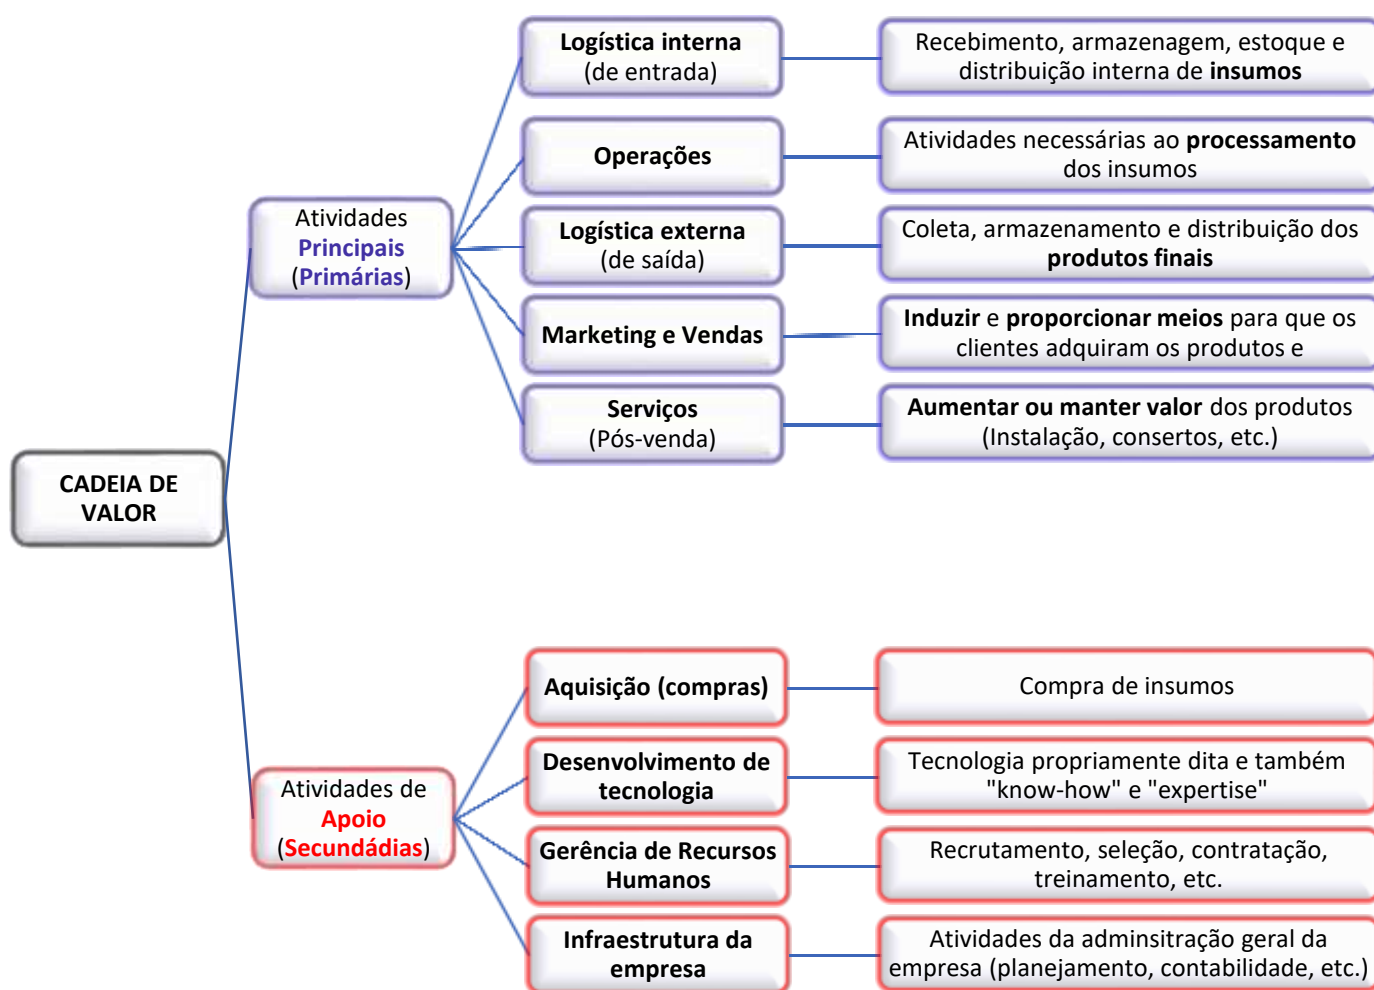 CADEIA DE
VALOR
Atividades
Principais
(Primárias)
Logística interna
(de entrada)
Recebimento, armazenagem, estoque e
distribuição interna de insumos
Operações
Atividades necessárias ao processamento
dos insumos
Logística externa
(de saída)
Coleta, armazenamento e distribuição dos
produtos finais
Marketing e Vendas
Induzir e proporcionar meios para que os
clientes adquiram os produtos e
Serviços
(Pós-venda)
Aumentar ou manter valor dos produtos
(Instalação, consertos, etc.)
Atividades de
Apoio
(Secundádias)
Aquisição (compras)
Compra de insumos
Desenvolvimento de
tecnologia
Tecnologia propriamente dita e também
"know-how" e "expertise"
Gerência de Recursos
Humanos
Recrutamento, seleção, contratação,
treinamento, etc.
Infraestrutura da
empresa
Atividades da adminsitração geral da
empresa (planejamento, contabilidade, etc.)